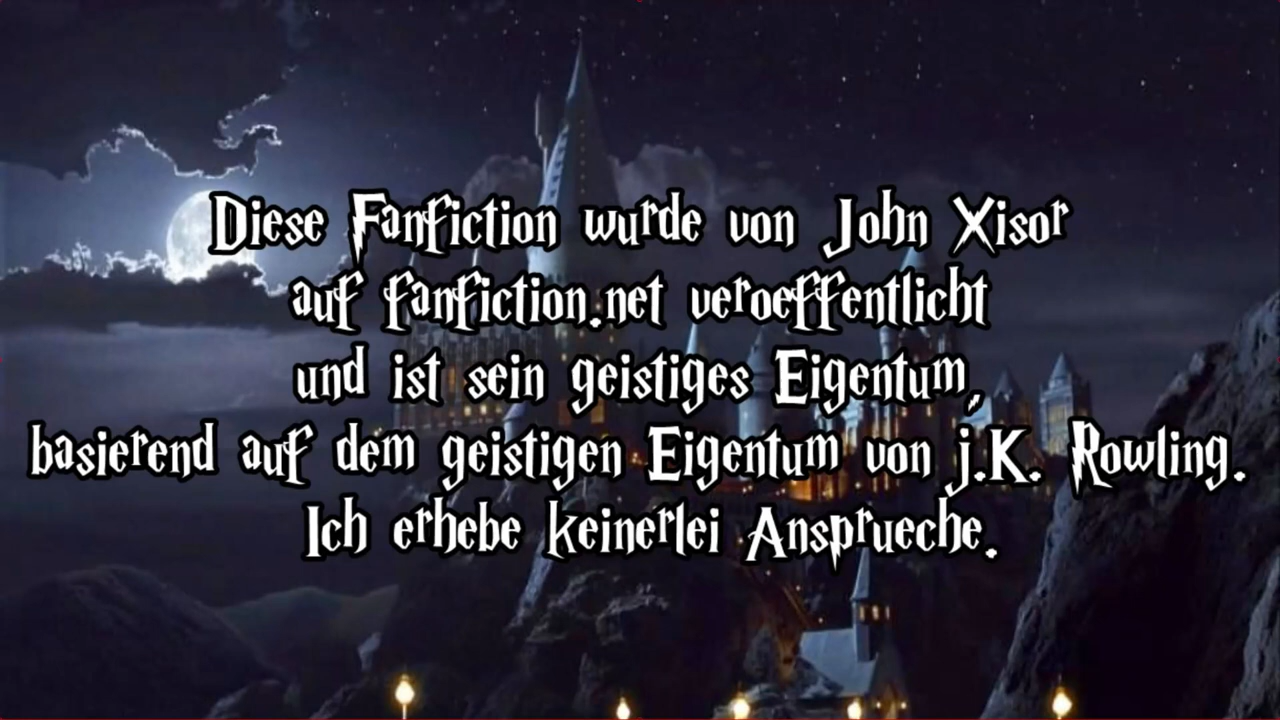 Diese Fanfiction wurde von John Xisor
auf fanfiction.net veroeffentlicht
und ist sein geistiges Eigentum,
basierend auf dem geistigen Eigentum von j.K. Rowling.
Ich erhebe keinerlei Ansprueche.